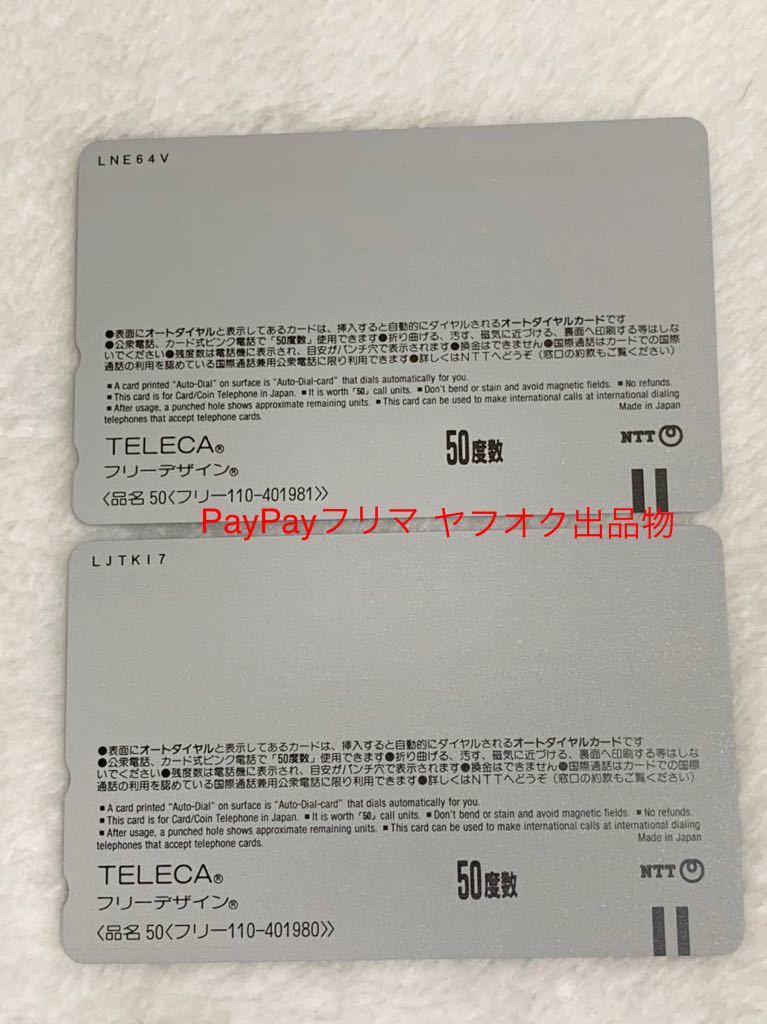 LNE64V
●表面にオートダイヤルと表示してあるカードは、挿入すると自動的にダイヤルされるオートダイヤルカードです
●公衆電話、カード式ピンク電話で「50度数」使用できます●折り曲げる、汚す、磁気に近づける、裏面へ印刷する等はしな
いでください●残度数は電話機に表示され、目安がパンチ穴で表示されます●換金はできません●国際通話はカードでの国際
通話の利用を認めている国際通話兼用公衆電話に限り利用できます●詳しくはNTTへどうぞ(窓口の約款もご覧ください)
■ A card printed "Auto-Dial" on surface is "Auto-Dial-card" that dials automatically for you.
■ This card is for Card/Coin Telephone in Japan. ■ It is worth「50」call units. ■ Don't bend or stain and avoid magnetic fields. ■ No refunds.
■ After usage, a punched hole shows approximate remaining units. ■ This card can be used to make international calls at international dialing
telephones that accept telephone cards. Made in Japan
TELECA® 50度数 NTT
フリーデザイン®
〈品名 50〈フリー110-401981〉〉
PayPayフリマ ヤフオク出品物
LJTKI7
●表面にオートダイヤルと表示してあるカードは、挿入すると自動的にダイヤルされるオートダイヤルカードです
●公衆電話、カード式ピンク電話で「50度数」使用できます●折り曲げる、汚す、磁気に近づける、裏面へ印刷する等はしな
いでください●残度数は電話機に表示され、目安がパンチ穴で表示されます●換金はできません●国際通話はカードでの国際
通話の利用を認めている国際通話兼用公衆電話に限り利用できます●詳しくはNTTへどうぞ(窓口の約款もご覧ください)
■ A card printed "Auto-Dial" on surface is "Auto-Dial-card" that dials automatically for you.
■ This card is for Card/Coin Telephone in Japan. ■ It is worth「50」call units. ■ Don't bend or stain and avoid magnetic fields. ■ No refunds.
■ After usage, a punched hole shows approximate remaining units. ■ This card can be used to make international calls at international dialing
telephones that accept telephone cards. Made in Japan
TELECA® 50度数 NTT
フリーデザイン®
〈品名 50〈フリー110-401980〉〉